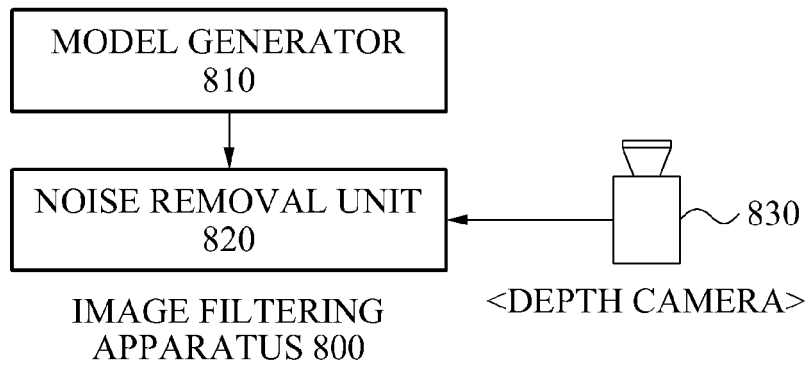 MODEL GENERATOR
810
NOISE REMOVAL UNIT
820
830
<DEPTH CAMERA>
IMAGE FILTERING
APPARATUS 800